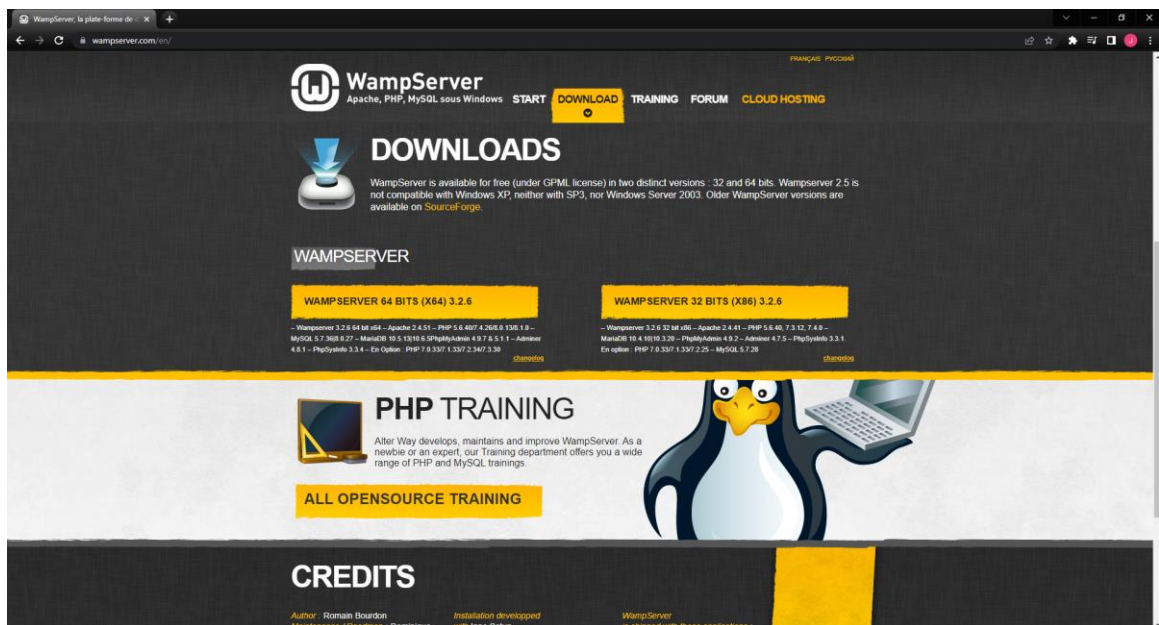 WampServer, la plate-forme de
wampserver.com/en/
FRANÇAIS РУССКИЙ
WampServer
Apache, PHP, MySQL sous Windows
START DOWNLOAD TRAINING FORUM CLOUD HOSTING
DOWNLOADS
WampServer is available for free (under GPML license) in two distinct versions : 32 and 64 bits. Wampserver 2.5 is
not compatible with Windows XP, neither with SP3, nor Windows Server 2003. Older WampServer versions are
available on SourceForge.
WAMPSERVER
WAMPSERVER 64 BITS (X64) 3.2.6
– Wampserver 3.2.6 64 bit x64 – Apache 2.4.51 – PHP 5.6.40/7.4.26/8.0.13/8.1.0 –
MySQL 5.7.36|8.0.27 – MariaDB 10.5.13|10.6.5PhpMyAdmin 4.9.7 & 5.1.1 – Adminer
4.8.1 – PhpSysInfo 3.3.4 – En Option : PHP 7.0.33/7.1.33/7.2.34/7.3.30
changelog
WAMPSERVER 32 BITS (X86) 3.2.6
– Wampserver 3.2.6 32 bit x86 – Apache 2.4.41 – PHP 5.6.40, 7.3.12, 7.4.0 –
MariaDB 10.4.10|10.3.20 – PhpMyAdmin 4.9.2 – Adminer 4.7.5 – PhpSysInfo 3.3.1.
En option : PHP 7.0.33/7.1.33/7.2.25 – MySQL 5.7.28
changelog
PHP TRAINING
Alter Way develops, maintains and improve WampServer. As a
newbie or an expert, our Training department offers you a wide
range of PHP and MySQL trainings.
ALL OPENSOURCE TRAINING
CREDITS
Author : Romain Bourdon
Installation developped
WampServer